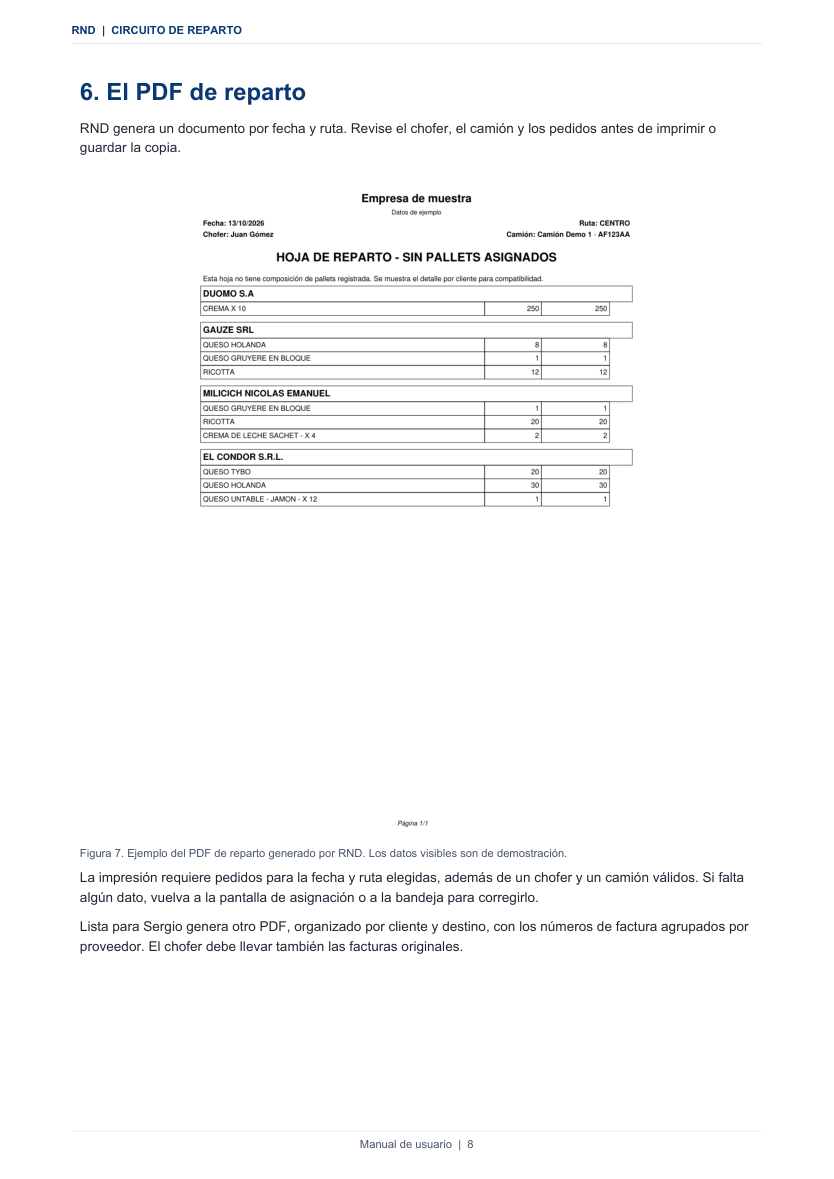 RND | CIRCUITO DE REPARTO
6. El PDF de reparto
RND genera un documento por fecha y ruta. Revise el chofer, el camión y los pedidos antes de imprimir o
guardar la copia.
Empresa de muestra
Datos de ejemplo
Fecha: 13/10/2026 Ruta: CENTRO
Chofer: Juan Gómez Camión: Camión Demo 1 · AF123AA
HOJA DE REPARTO - SIN PALLETS ASIGNADOS
Esta hoja no tiene composición de pallets registrada. Se muestra el detalle por cliente para compatibilidad.
DUOMO S.A
CREMA X 10 250 250
GAUZE SRL
QUESO HOLANDA 8 8
QUESO GRUYERE EN BLOQUE 1 1
RICOTTA 12 12
MILICICH NICOLAS EMANUEL
QUESO GRUYERE EN BLOQUE 1 1
RICOTTA 20 20
CREMA DE LECHE SACHET - X 4 2 2
EL CONDOR S.R.L.
QUESO TYBO 20 20
QUESO HOLANDA 30 30
QUESO UNTABLE - JAMON - X 12 1 1
Página 1/1
Figura 7. Ejemplo del PDF de reparto generado por RND. Los datos visibles son de demostración.
La impresión requiere pedidos para la fecha y ruta elegidas, además de un chofer y un camión válidos. Si falta
algún dato, vuelva a la pantalla de asignación o a la bandeja para corregirlo.
Lista para Sergio genera otro PDF, organizado por cliente y destino, con los números de factura agrupados por
proveedor. El chofer debe llevar también las facturas originales.
Manual de usuario | 8